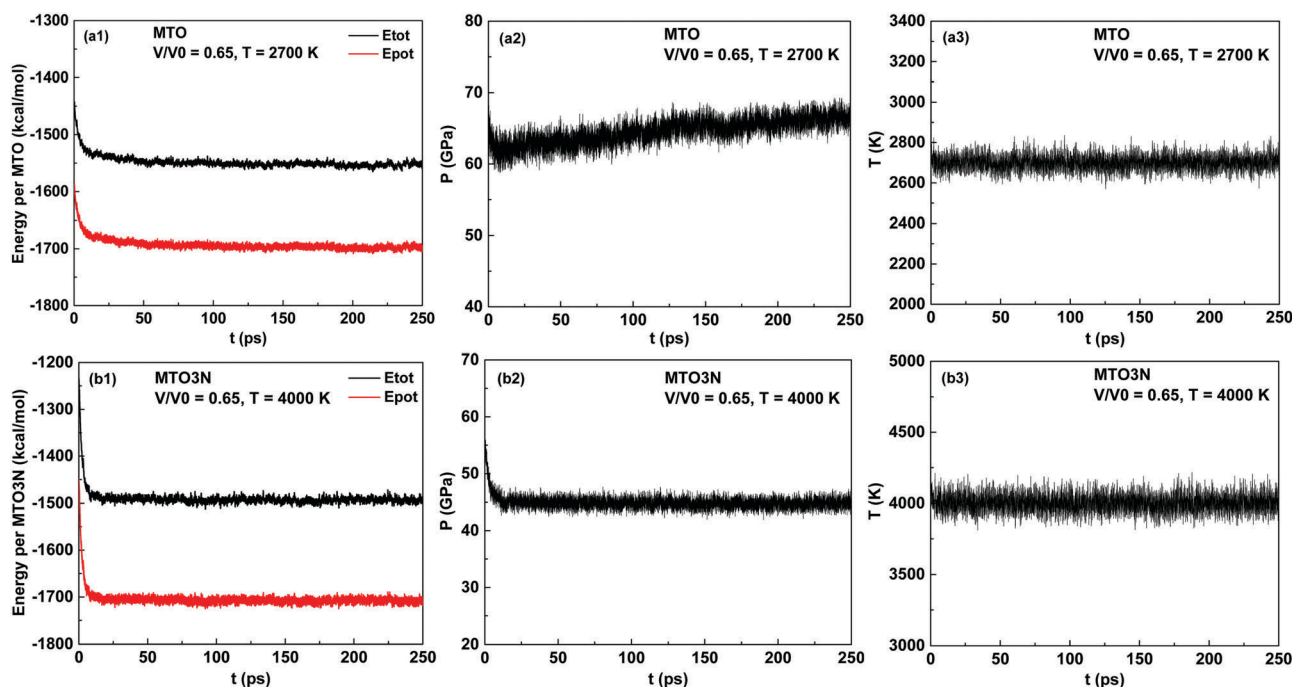 (a1)
MTO
V/V0 = 0.65, T = 2700 K
Etot
Epot
-1300
-1400
-1500
-1600
-1700
-1800
Energy per MTO (kcal/mol)
0
50
100
150
200
250
t (ps)
(a2)
MTO
V/V0 = 0.65, T = 2700 K
80
70
60
50
40
P (GPa)
0
50
100
150
200
250
t (ps)
(a3)
MTO
V/V0 = 0.65, T = 2700 K
3400
3200
3000
2800
2600
2400
2200
2000
T (K)
0
50
100
150
200
250
t (ps)
(b1)
MTO3N
V/V0 = 0.65, T = 4000 K
Etot
Epot
-1200
-1300
-1400
-1500
-1600
-1700
-1800
Energy per MTO3N (kcal/mol)
0
50
100
150
200
250
t (ps)
(b2)
MTO3N
V/V0 = 0.65, T = 4000 K
70
60
50
40
30
20
P (GPa)
0
50
100
150
200
250
t (ps)
(b3)
MTO3N
V/V0 = 0.65, T = 4000 K
5000
4500
4000
3500
3000
T (K)
0
50
100
150
200
250
t (ps)